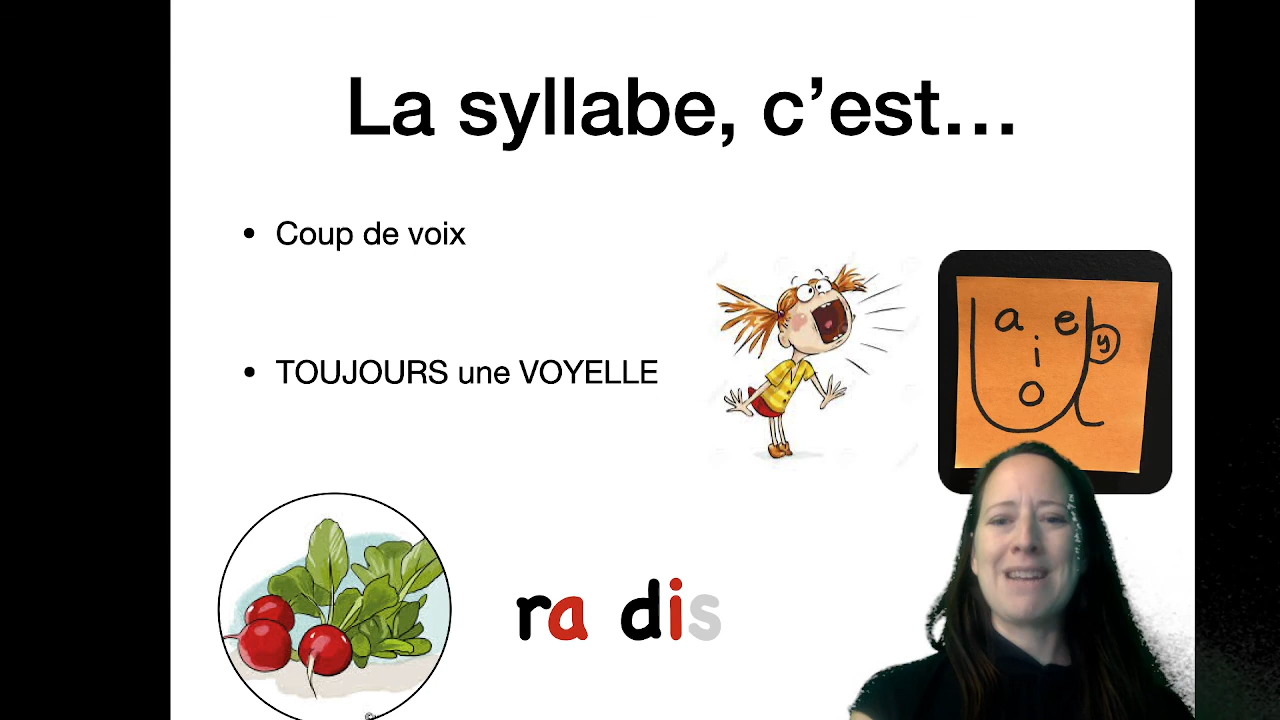 La syllabe, c’est…
• Coup de voix
• TOUJOURS une VOYELLE
a e
i y
o
u
ra dis